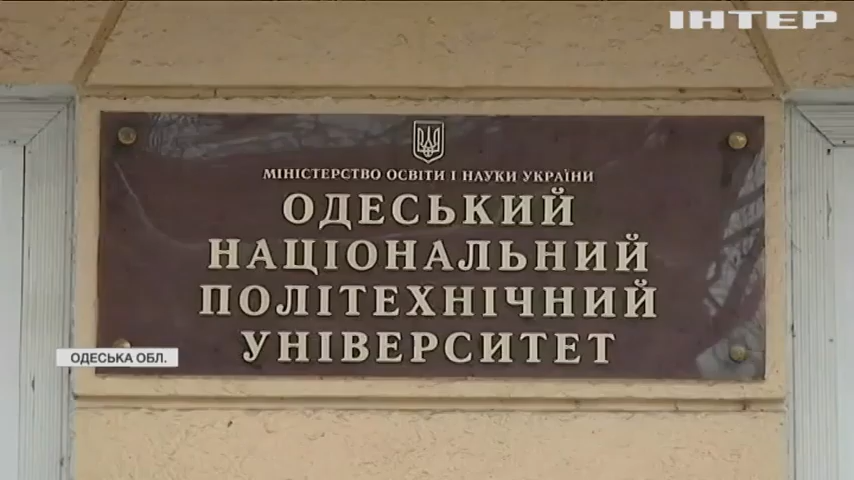 ІНТЕР
МІНІСТЕРСТВО ОСВІТИ І НАУКИ УКРАЇНИ
ОДЕСЬКИЙ
НАЦІОНАЛЬНИЙ
ПОЛІТЕХНІЧНИЙ
УНІВЕРСИТЕТ
ОДЕСЬКА ОБЛ.